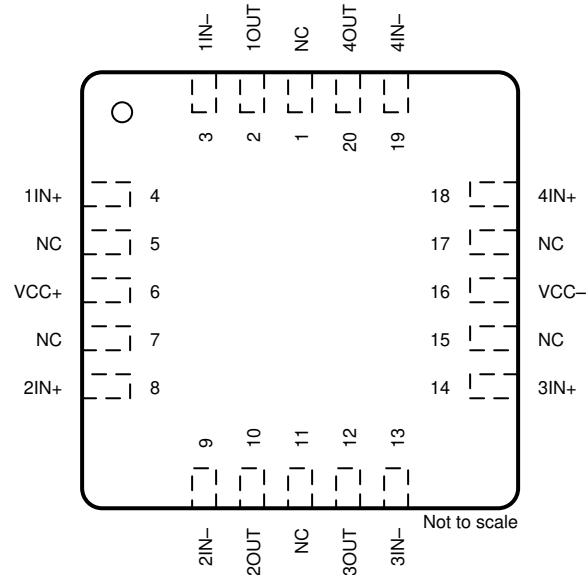 1IN–
1OUT
NC
4OUT
4IN–
3
2
1
20
19
1IN+ 4
NC 5
VCC+ 6
NC 7
2IN+ 8
18 4IN+
17 NC
16 VCC–
15 NC
14 3IN+
9
10
11
12
13
2IN–
2OUT
NC
3OUT
3IN–
Not to scale